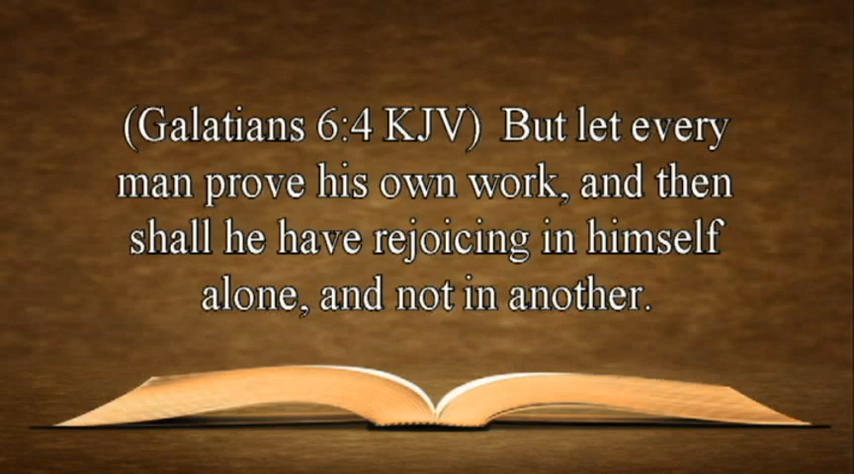 (Galatians 6:4 KJV)  But let every
man prove his own work, and then
shall he have rejoicing in himself
alone, and not in another.